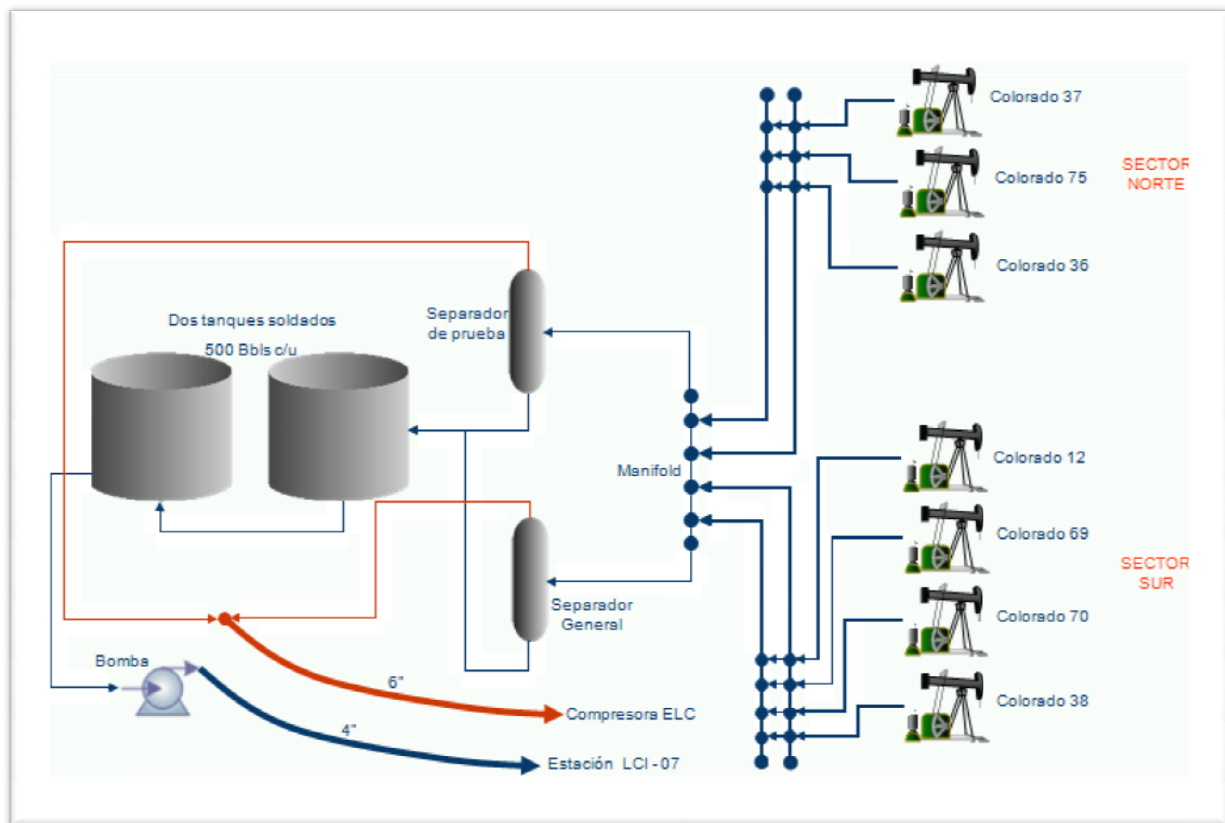 Colorado 37
Colorado 75
SECTOR
NORTE
Colorado 36
Dos tanques soldados
500 Bbls c/u
Separador
de prueba
Manifold
Colorado 12
Colorado 69
SECTOR
SUR
Colorado 70
Separador
General
Bomba
Colorado 38
6"
Compresora ELC
4"
Estación LCI - 07